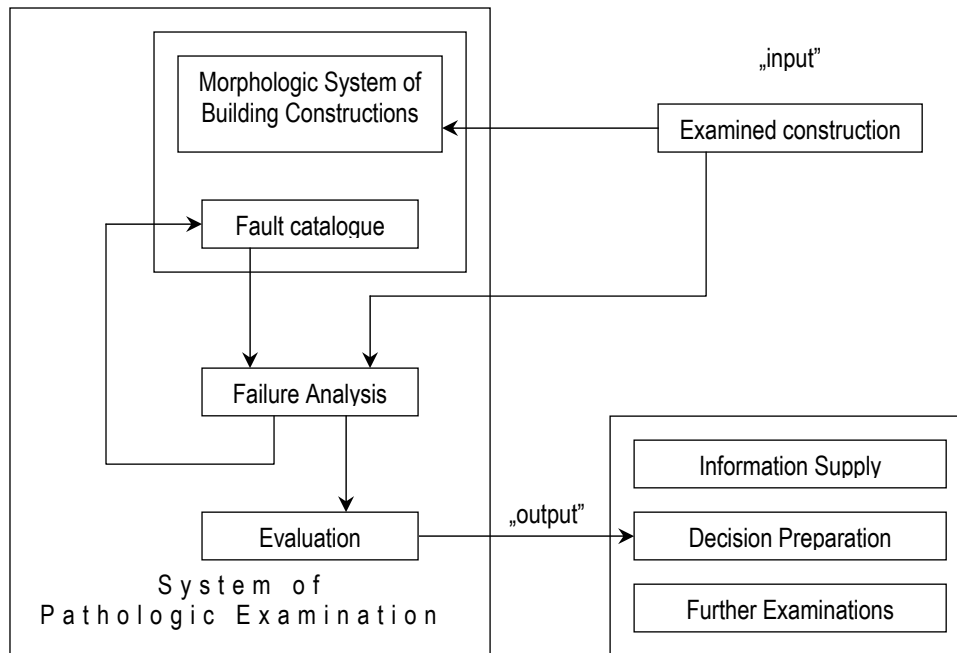 Morphologic System of
Building Constructions
„input”
Examined construction
Fault catalogue
Failure Analysis
Evaluation
„output”
Information Supply
Decision Preparation
Further Examinations
System of
Pathologic Examination